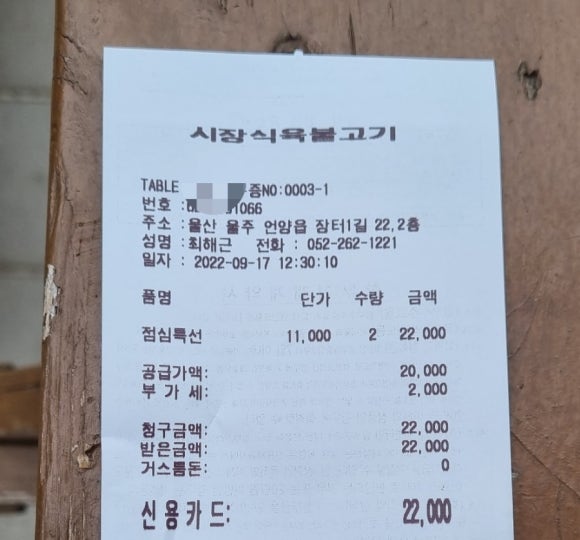 시장식육불고기
TABLE 증NO:0003-1
번호 : 1066
주소 :울산 울주 언양읍 장터1길 22,2층
성명 :최해근 전화 : 052-262-1221
일자 : 2022-09-17 12:30:10
품명 단가 수량 금액
점심특선 11,000 2 22,000
공급가액: 20,000
부 가 세: 2,000
청구금액: 22,000
받은금액: 22,000
거스름돈: 0
신용카드: 22,000